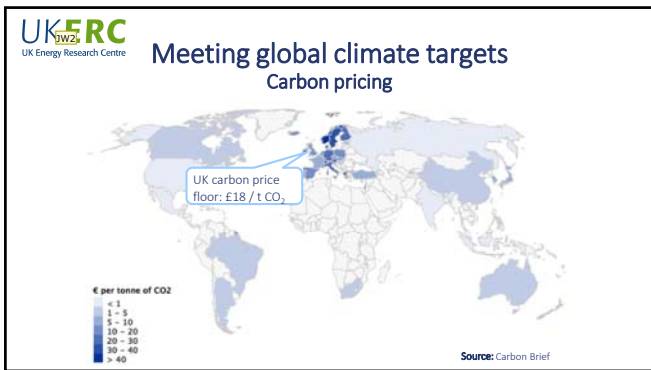 UKERC
JW2
UK Energy Research Centre
Meeting global climate targets
Carbon pricing
UK carbon price
floor: £18 / t CO₂
€ per tonne of CO2
< 1
1 - 5
5 - 10
10 - 20
20 - 30
30 - 40
> 40
Source: Carbon Brief